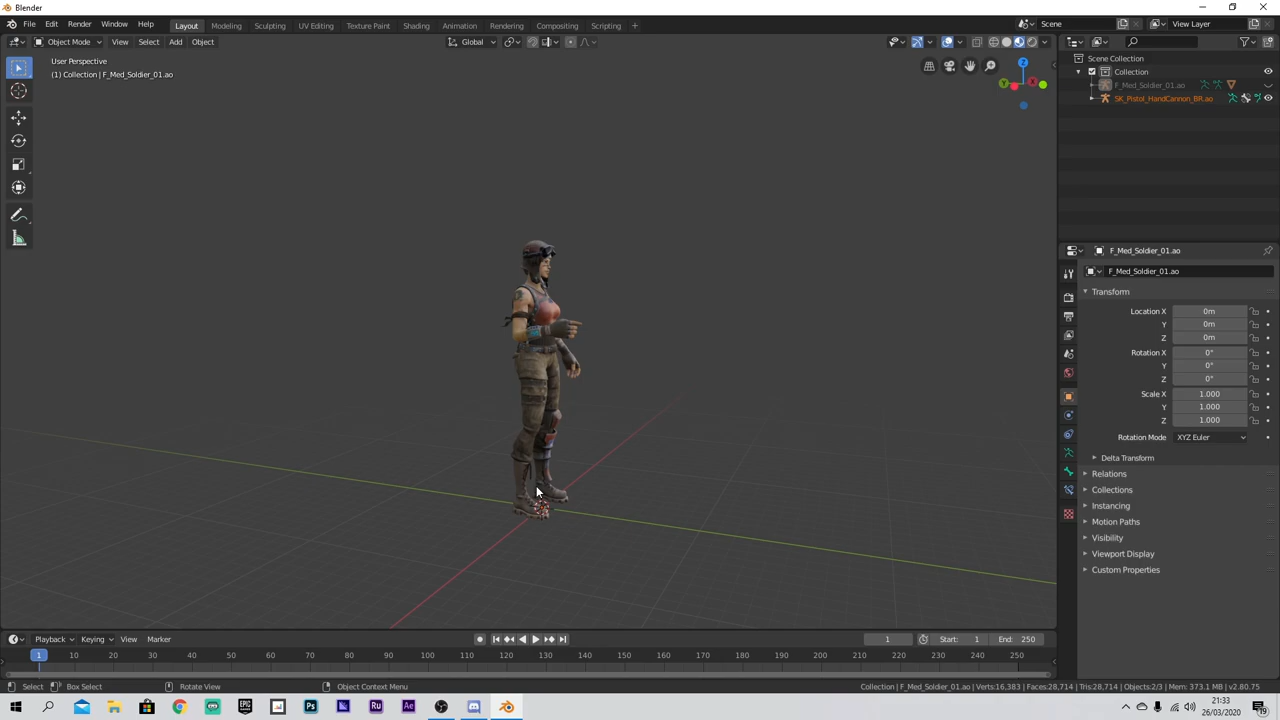 Blender
File Edit Render Window Help Layout Modeling Sculpting UV Editing Texture Paint Shading Animation Rendering Compositing Scripting + Scene View Layer
Object Mode View Select Add Object Global
User Perspective
(1) Collection | F_Med_Soldier_01.ao
Scene Collection
Collection
F_Med_Soldier_01.ao
SK_Pistol_HandCannon_BR.ao
F_Med_Soldier_01.ao
F_Med_Soldier_01.ao
Transform
Location X 0m
Y 0m
Z 0m
Rotation X 0°
Y 0°
Z 0°
Scale X 1.000
Y 1.000
Z 1.000
Rotation Mode XYZ Euler
Delta Transform
Relations
Collections
Instancing
Motion Paths
Visibility
Viewport Display
Custom Properties
Z
Y X
Playback Keying View Marker 1 Start: 1 End: 250
1 10 20 30 40 50 60 70 80 90 100 110 120 130 140 150 160 170 180 190 200 210 220 230 240 250
Select Box Select Rotate View Object Context Menu Collection | F_Med_Soldier_01.ao | Verts:16,383 | Faces:28,714 | Tris:28,714 | Objects:2/3 | Mem: 373.1 MB | v2.80.75
EPIC GAMES Ps Ru Ae
21:33
26/03/2020
19